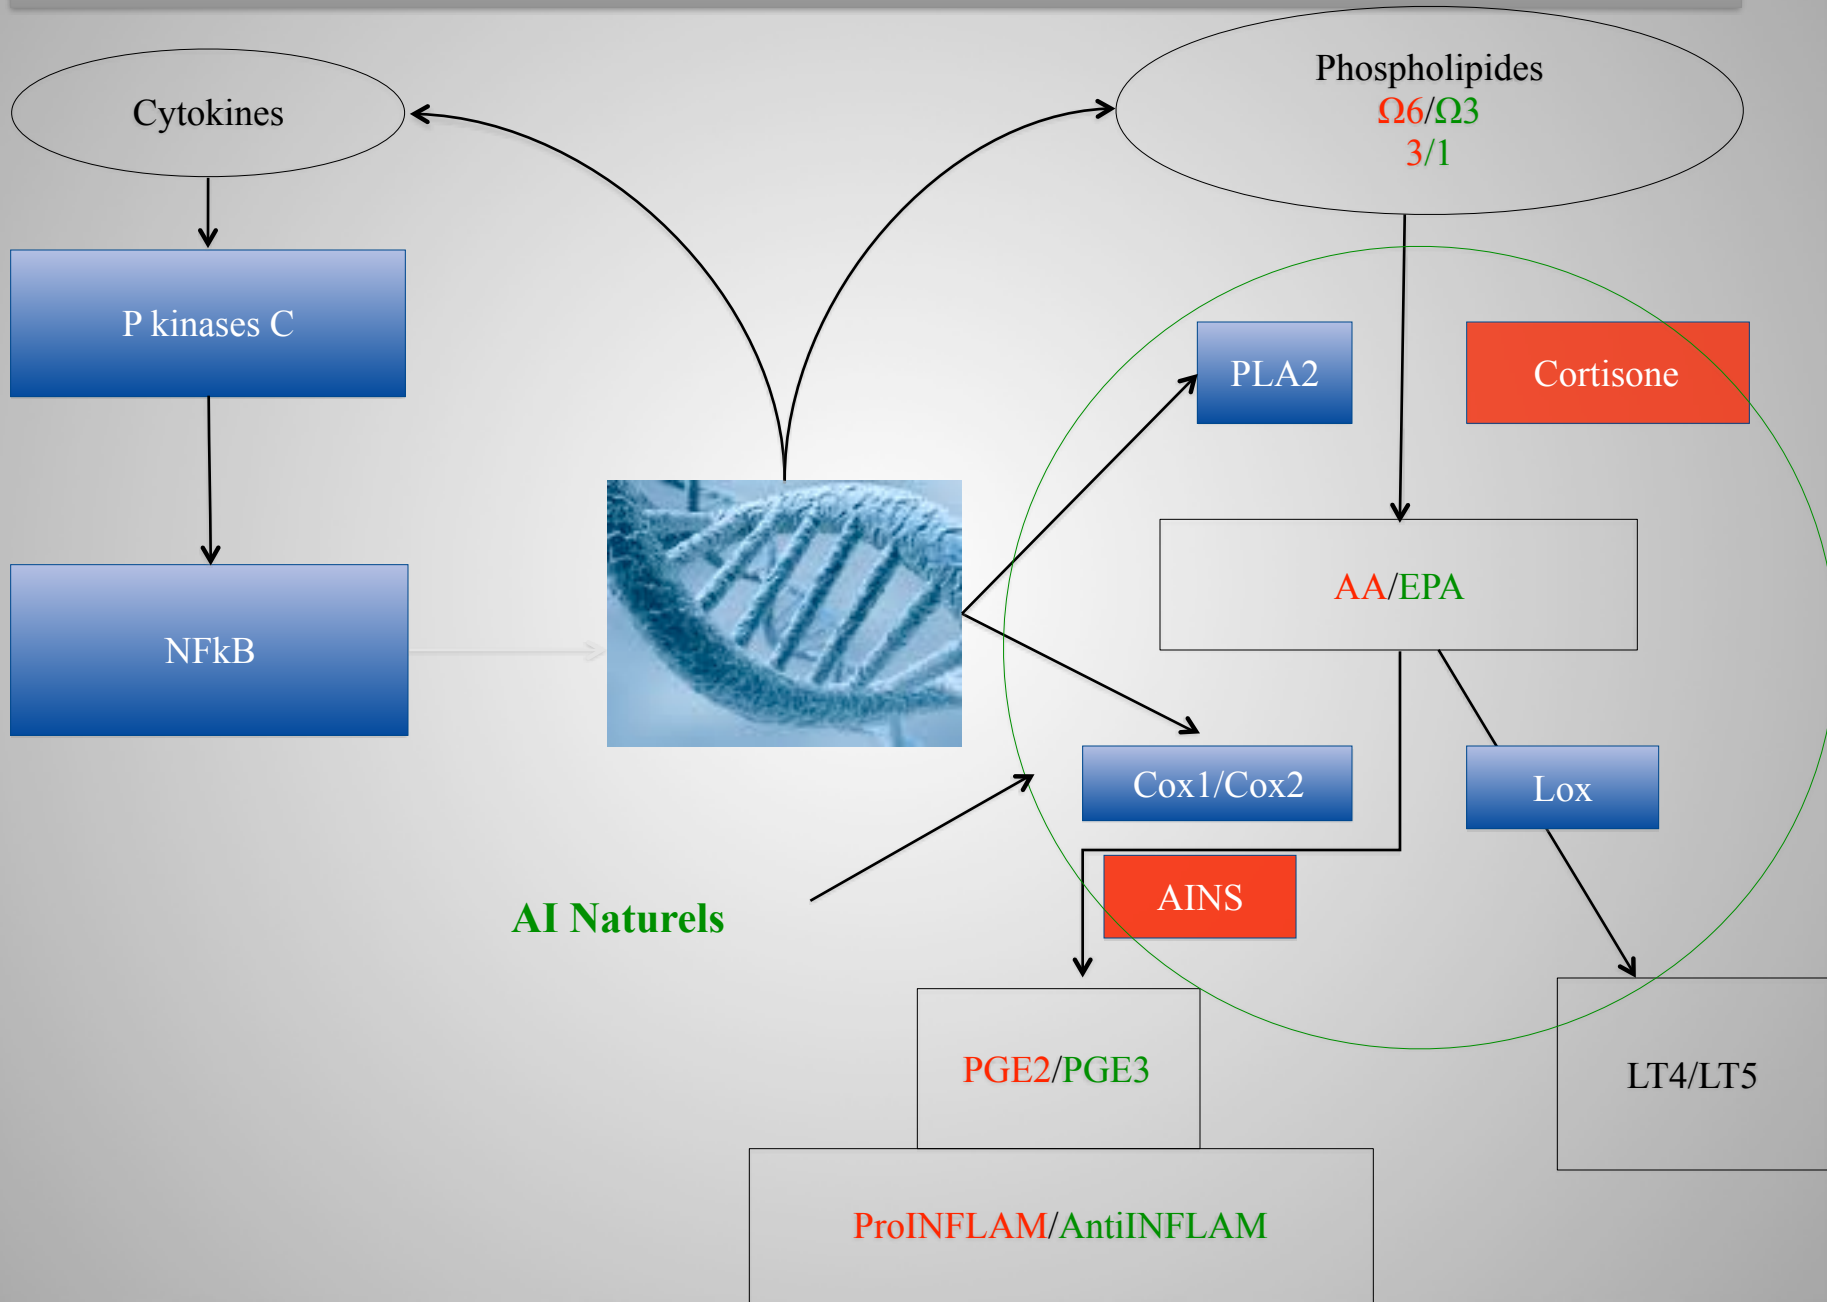 Cytokines
Phospholipides
Ω6/Ω3
3/1
P kinases C
PLA2
Cortisone
AA/EPA
NFkB
Cox1/Cox2
Lox
AINS
AI Naturels
PGE2/PGE3
LT4/LT5
ProINFLAM/AntiINFLAM